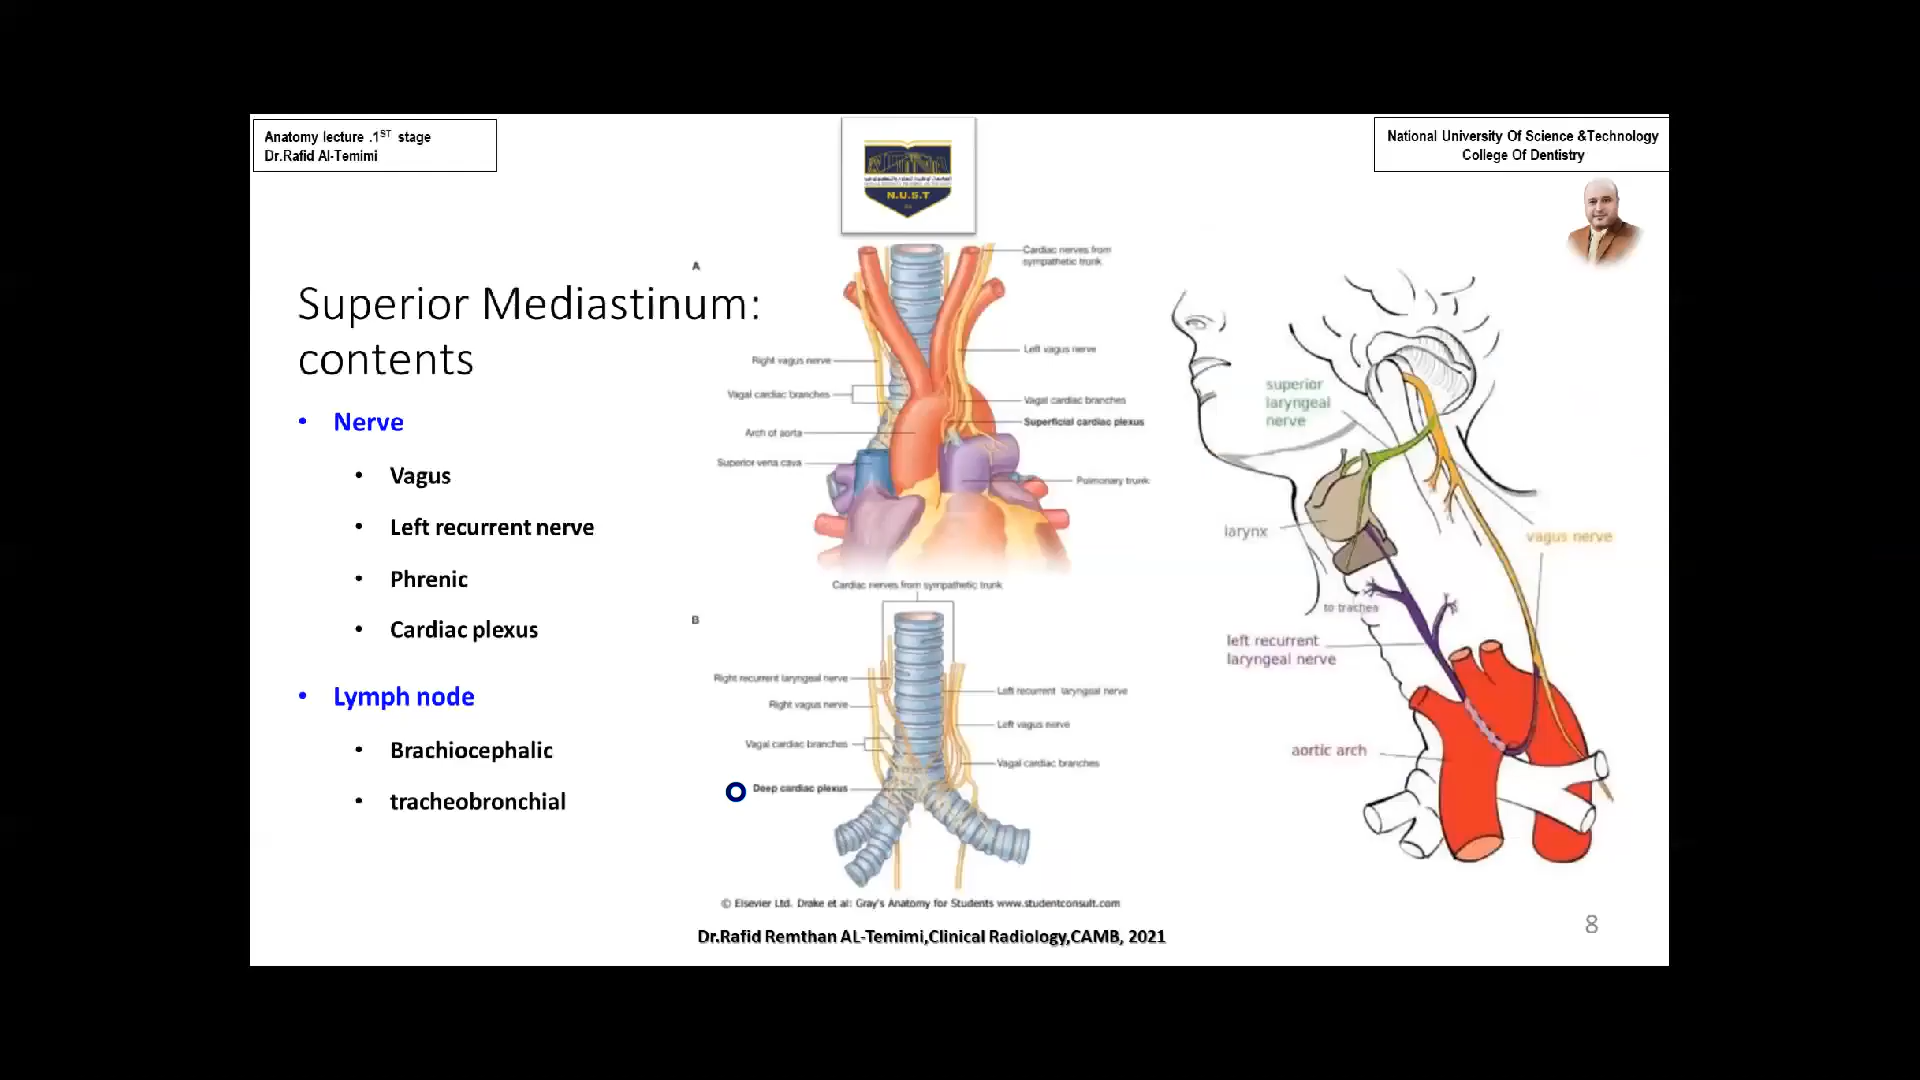 Anatomy lecture .1ST stage
Dr.Rafid Al-Temimi
N.U.S.T
National University Of Science &Technology
College Of Dentistry
Superior Mediastinum:
contents
• Nerve
• Vagus
• Left recurrent nerve
• Phrenic
• Cardiac plexus
• Lymph node
• Brachiocephalic
• tracheobronchial
A
Cardiac nerves from
sympathetic trunk
Right vagus nerve
Left vagus nerve
Vagal cardiac branches
Vagal cardiac branches
Superficial cardiac plexus
Arch of aorta
Superior vena cava
Pulmonary trunk
Cardiac nerves from sympathetic trunk
B
Right recurrent laryngeal nerve
Left recurrent laryngeal nerve
Right vagus nerve
Left vagus nerve
Vagal cardiac branches
Vagal cardiac branches
Deep cardiac plexus
© Elsevier Ltd. Drake et al: Gray's Anatomy for Students www.studentconsult.com
superior
laryngeal
nerve
larynx
vagus nerve
to trachea
left recurrent
laryngeal nerve
aortic arch
Dr.Rafid Remthan AL-Temimi,Clinical Radiology,CAMB, 2021
8